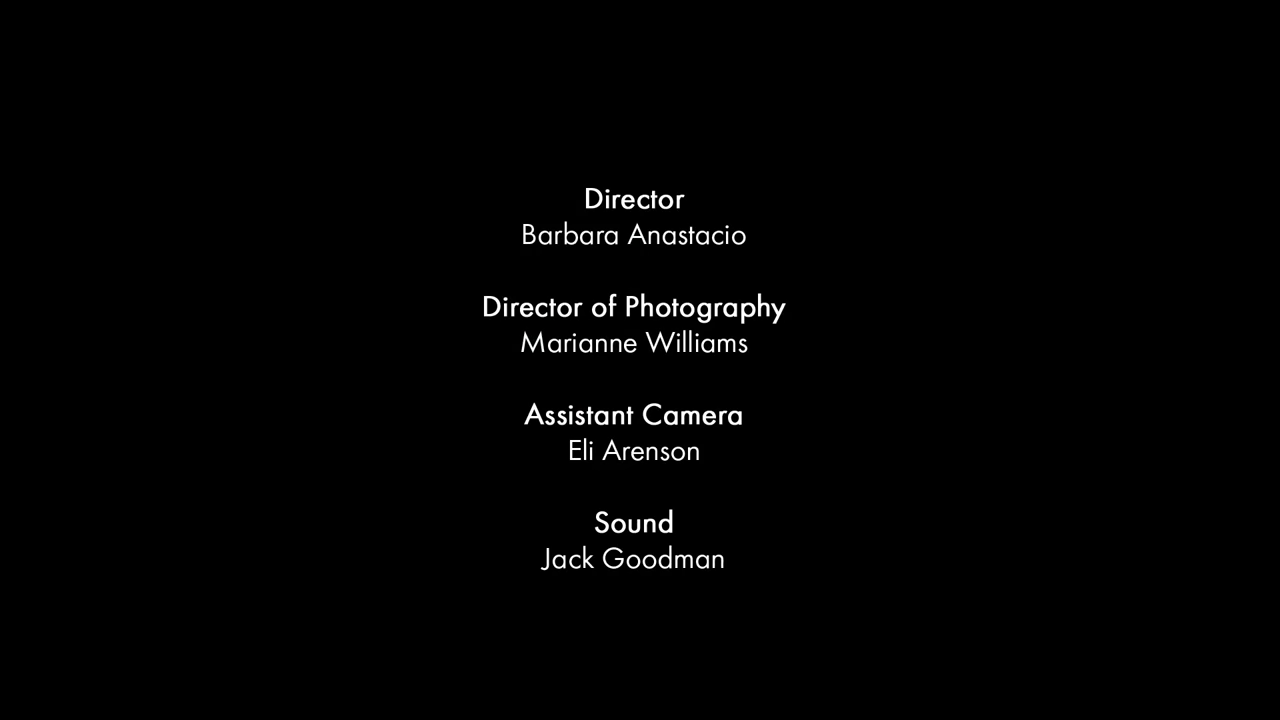 Director
Barbara Anastacio
Director of Photography
Marianne Williams
Assistant Camera
Eli Arenson
Sound
Jack Goodman